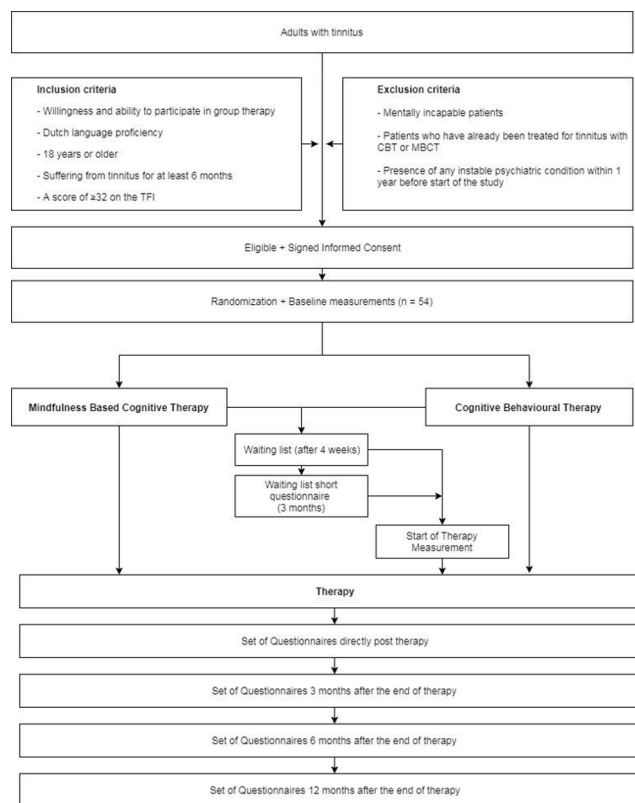 Adults with tinnitus
Inclusion criteria
- Willingness and ability to participate in group therapy
- Dutch language proficiency
- 18 years or older
- Suffering from tinnitus for at least 6 months
- A score of ≥32 on the TFI
Exclusion criteria
- Mentally incapable patients
- Patients who have already been treated for tinnitus with
CBT or MBCT
- Presence of any instable psychiatric condition within 1
year before start of the study
Eligible + Signed Informed Consent
Randomization + Baseline measurements (n = 54)
Mindfulness Based Cognitive Therapy
Cognitive Behavioural Therapy
Waiting list (after 4 weeks)
Waiting list short
questionnaire
(3 months)
Start of Therapy
Measurement
Therapy
Set of Questionnaires directly post therapy
Set of Questionnaires 3 months after the end of therapy
Set of Questionnaires 6 months after the end of therapy
Set of Questionnaires 12 months after the end of therapy